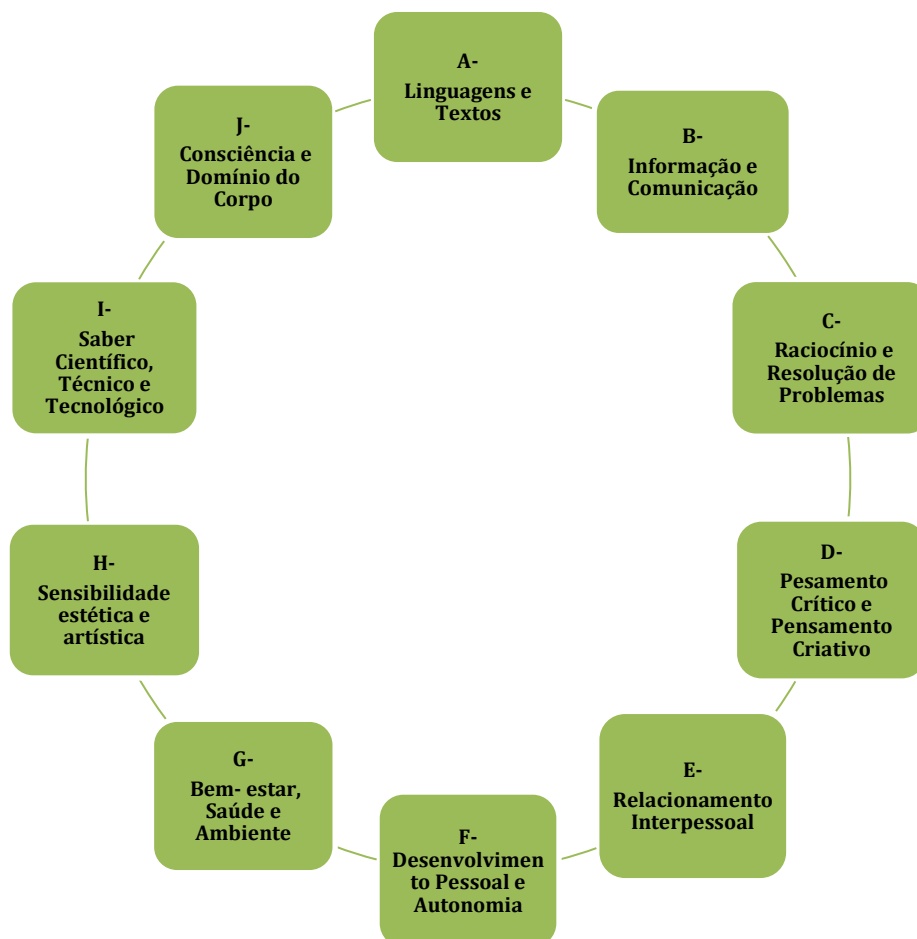 A-
Linguagens e
Textos
B-
Informação e
Comunicação
C-
Raciocínio e
Resolução de
Problemas
D-
Pesamento
Crítico e
Pensamento
Criativo
E-
Relacionamento
Interpessoal
F-
Desenvolvimen
to Pessoal e
Autonomia
G-
Bem- estar,
Saúde e
Ambiente
H-
Sensibilidade
estética e
artística
I-
Saber
Científico,
Técnico e
Tecnológico
J-
Consciência e
Domínio do
Corpo